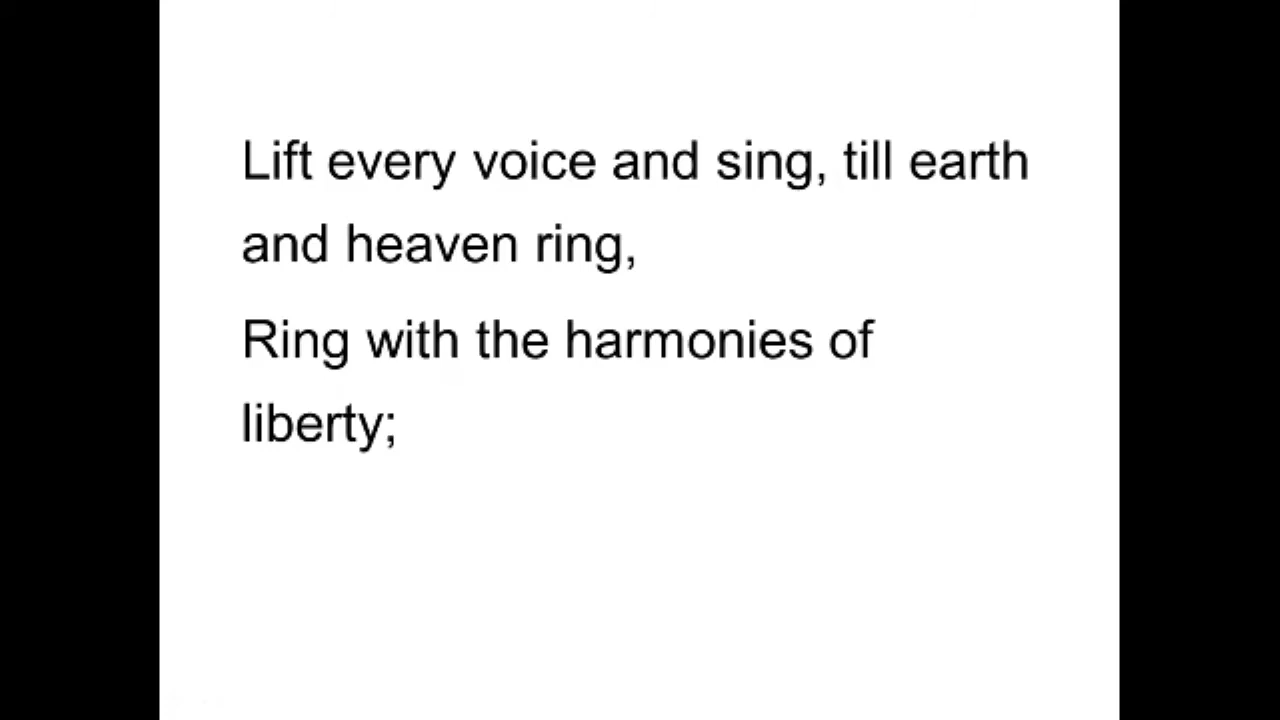 Lift every voice and sing, till earth
and heaven ring,
Ring with the harmonies of
liberty;